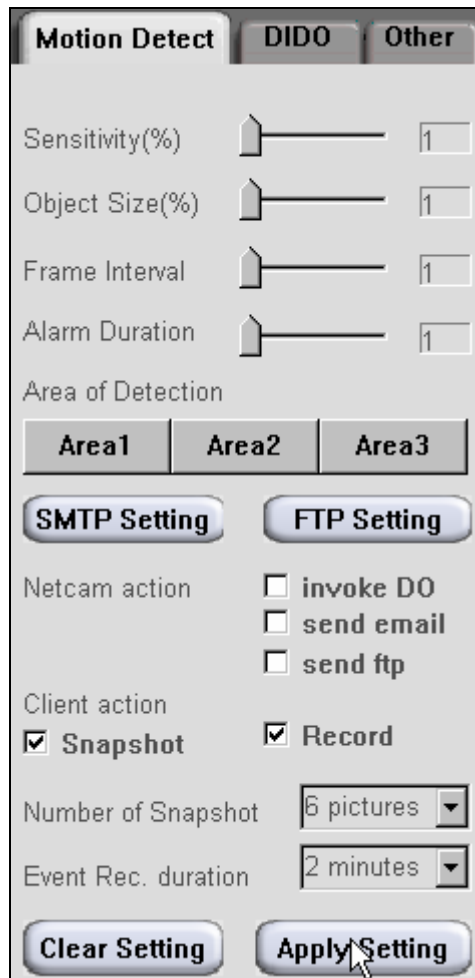 Motion Detect DIDO Other
Sensitivity(%) 1
Object Size(%) 1
Frame Interval 1
Alarm Duration 1
Area of Detection
Area1 Area2 Area3
SMTP Setting FTP Setting
Netcam action invoke DO
send email
send ftp
Client action
Snapshot Record
Number of Snapshot 6 pictures
Event Rec. duration 2 minutes
Clear Setting Apply Setting